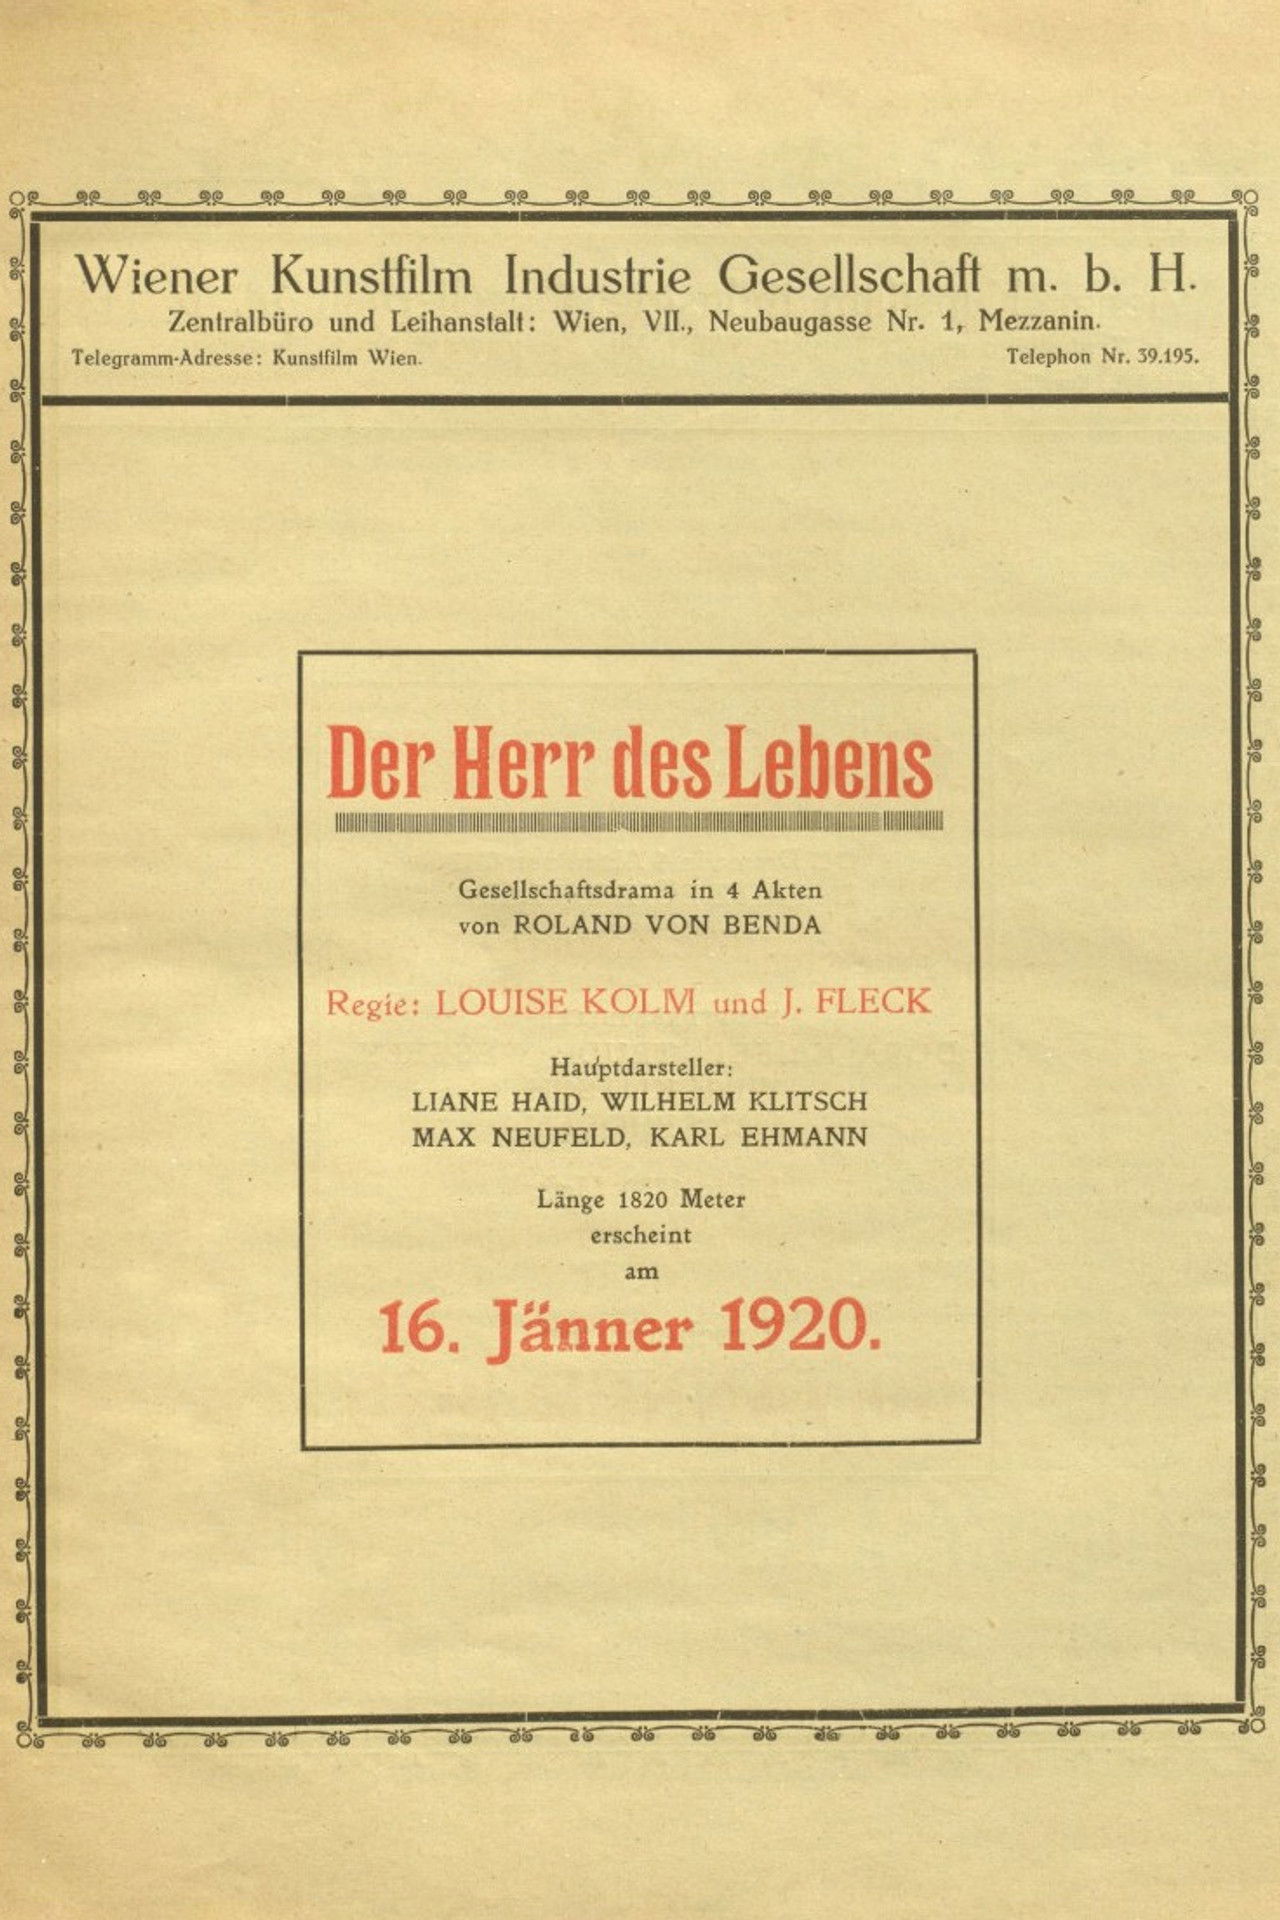 Wiener Kunstfilm Industrie Gesellschaft m. b. H.
Zentralbüro und Leihanstalt: Wien, VII., Neubaugasse Nr. 1, Mezzanin.
Telegramm-Adresse: Kunstfilm Wien. Telephon Nr. 39.195.
Der Herr des Lebens
Gesellschaftsdrama in 4 Akten
von ROLAND VON BENDA
Regie: LOUISE KOLM und J. FLECK
Hauptdarsteller:
LIANE HAID, WILHELM KLITSCH
MAX NEUFELD, KARL EHMANN
Länge 1820 Meter
erscheint
am
16. Jänner 1920.